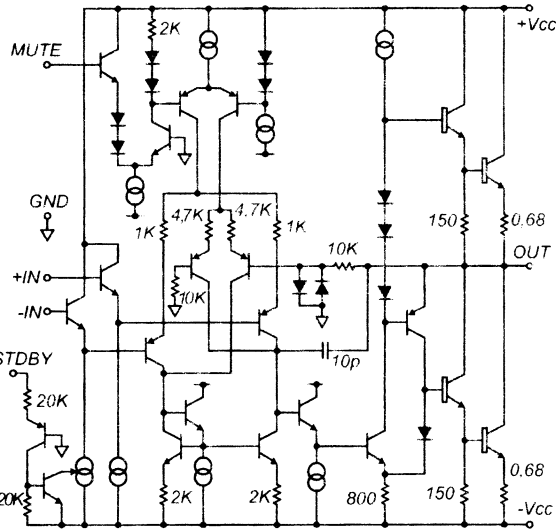 +Vcc
2K
MUTE
GND
4,7K
4.7K
1K
1K
150
0.68
10K
OUT
+IN
10K
-IN
10p
STDBY
20K
20K
2K
2K
800
150
0.68
-Vcc